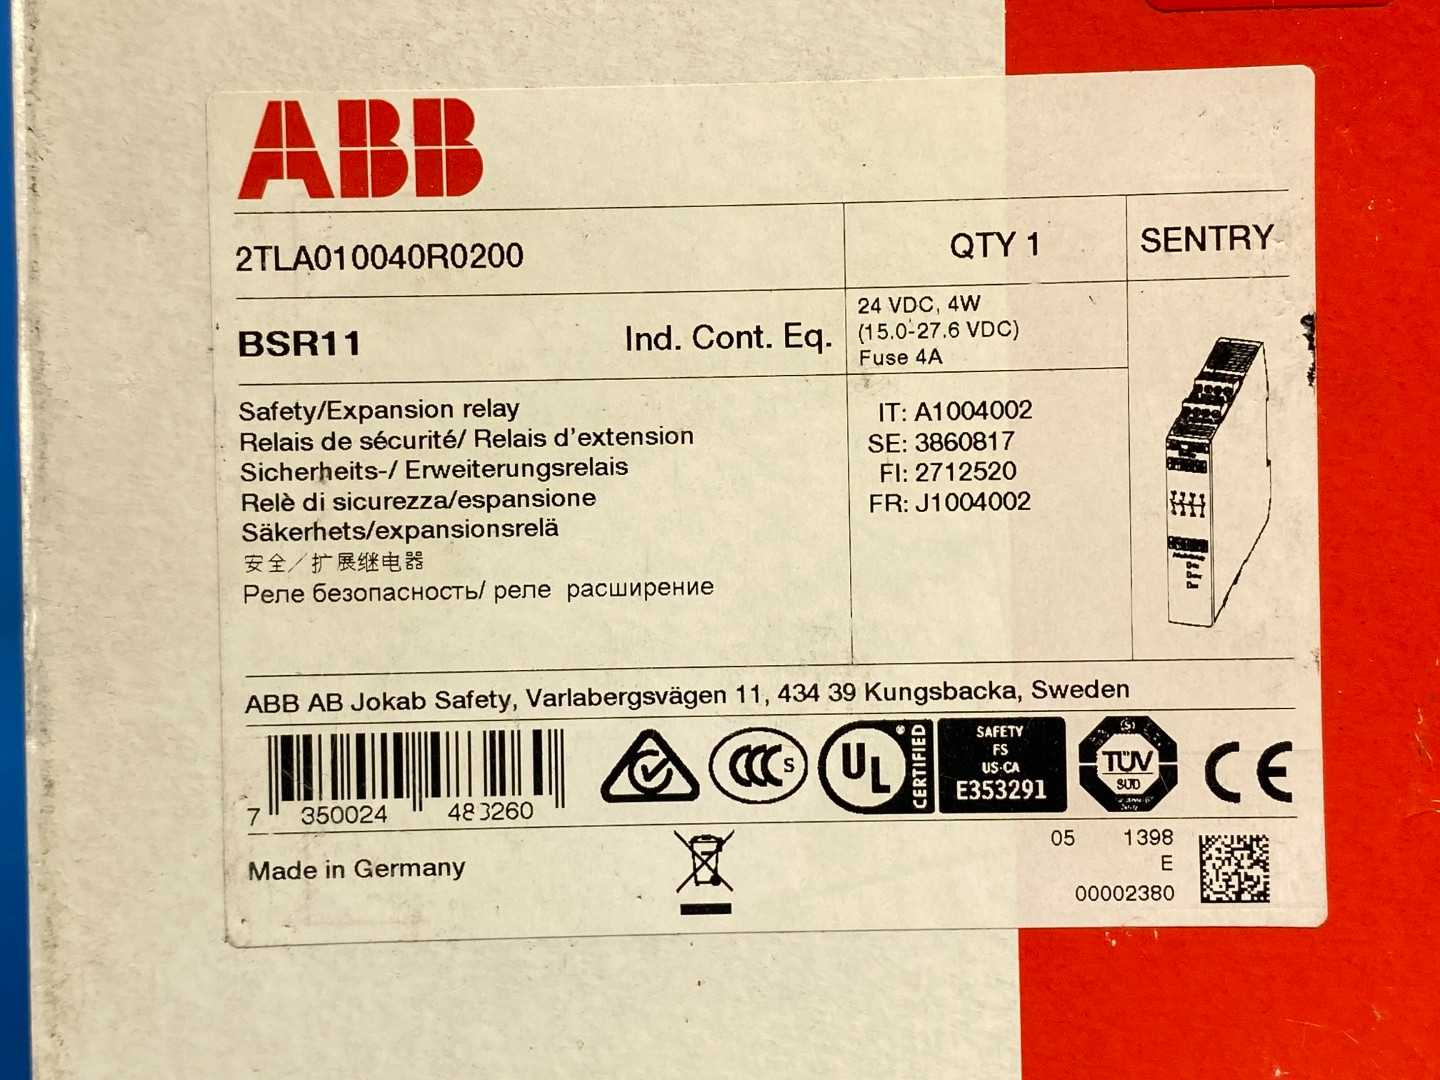 ABB
2TLA010040R0200
QTY 1
SENTRY
BSR11
Ind. Cont. Eq.
24 VDC, 4W
(15.0-27.6 VDC)
Fuse 4A
Safety/Expansion relay
Relais de sécurité/ Relais d'extension
Sicherheits-/ Erweiterungsrelais
Relè di sicurezza/espansione
Säkerhets/expansionsrelä
安全/扩展继电器
Реле безопасность/ реле расширение
IT: A1004002
SE: 3860817
FI: 2712520
FR: J1004002
ABB AB Jokab Safety, Varlabergsvägen 11, 434 39 Kungsbacka, Sweden
7 350024 483260
CCC S
UL ® CERTIFIED
SAFETY
FS
US-CA
E353291
TÜV
SÜD
CE
Made in Germany
05 1398
E
00002380